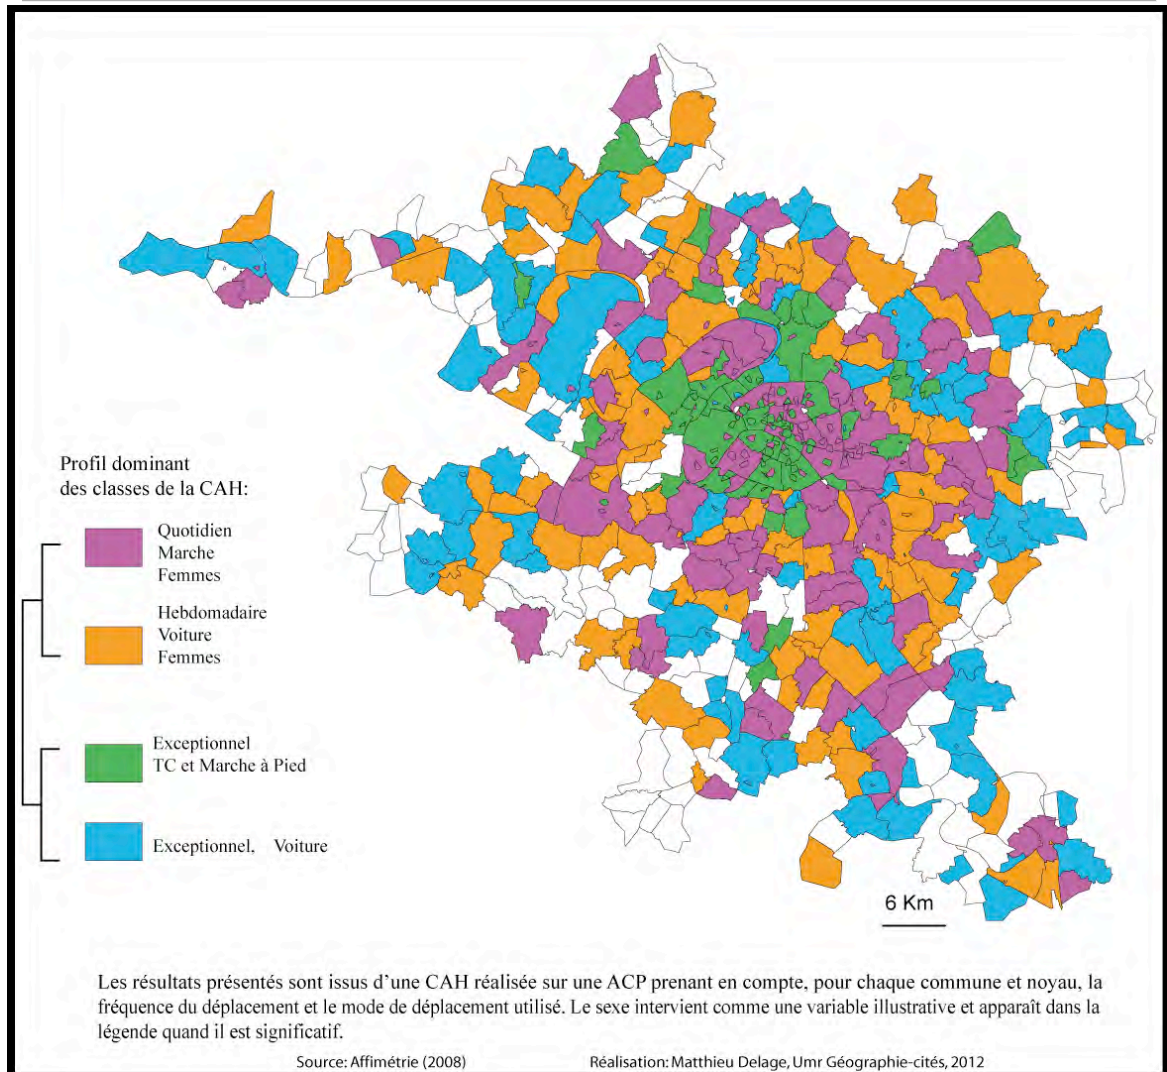 Profil dominant
des classes de la CAH:
Quotidien
Marche
Femmes
Hebdomadaire
Voiture
Femmes
Exceptionnel
TC et Marche à Pied
Exceptionnel, Voiture
6 Km
Les résultats présentés sont issus d'une CAH réalisée sur une ACP prenant en compte, pour chaque commune et noyau, la
fréquence du déplacement et le mode de déplacement utilisé. Le sexe intervient comme une variable illustrative et apparaît dans la
légende quand il est significatif.
Source: Affimétrie (2008) Réalisation: Matthieu Delage, Umr Géographie-cités, 2012